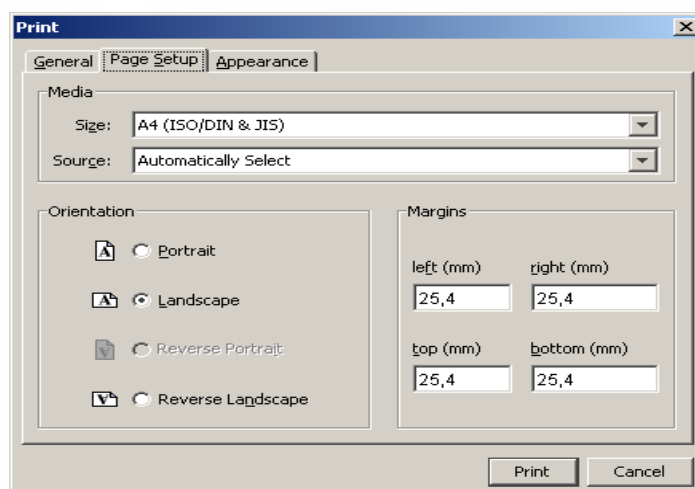 Print
General Page Setup Appearance
Media
Size: A4 (ISO/DIN & JIS)
Source: Automatically Select
Orientation
Portrait
Landscape
Reverse Portrait
Reverse Landscape
Margins
left (mm) right (mm)
25,4 25,4
top (mm) bottom (mm)
25,4 25,4
Print Cancel